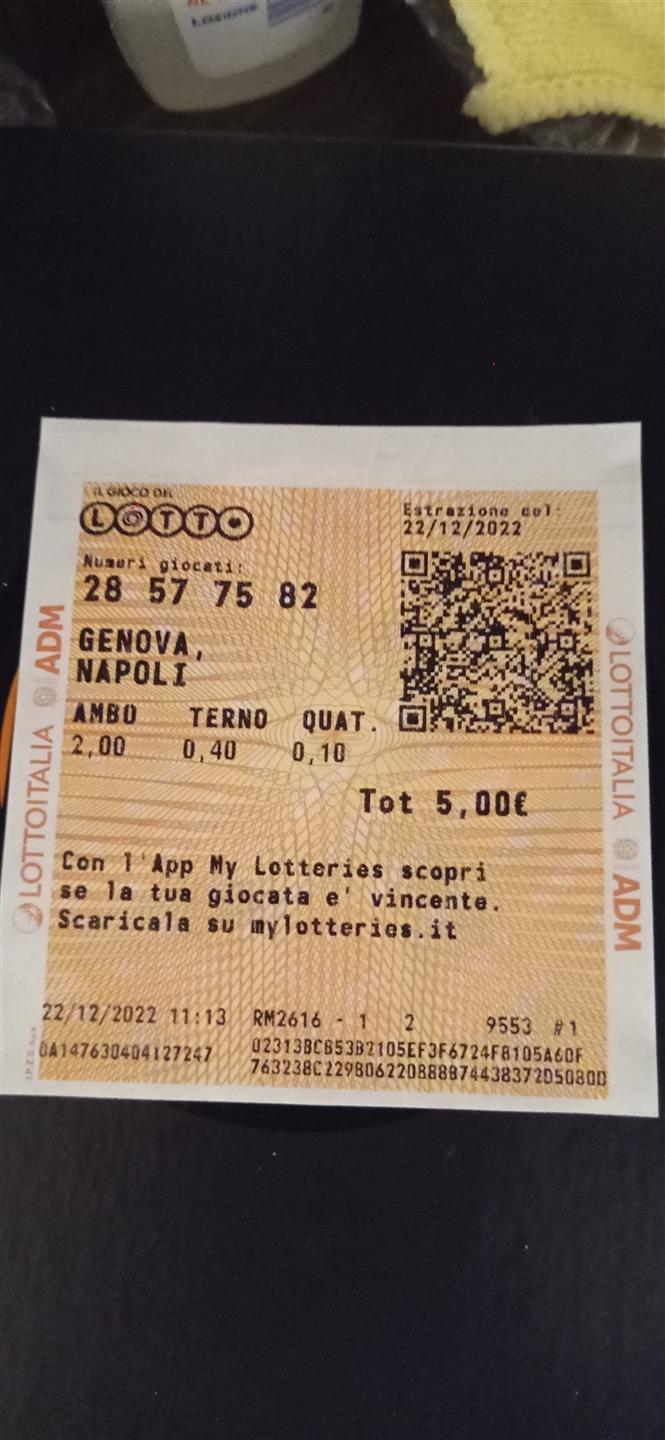 LOZIONE
IL GIOCO DEL
LOTTO
Estrazione del:
22/12/2022
Numeri giocati:
28 57 75 82
GENOVA,
NAPOLI
AMBO TERNO QUAT.
2,00 0,40 0,10
Tot 5,00€
Con l'App My Lotteries scopri
se la tua giocata e' vincente.
Scaricala su mylotteries.it
22/12/2022 11:13 RM2616 - 1 2 9553 #1
0A147630404127247
02313BCB53B2105EF3F6724F8105A60F
763238C229806220888874438372D5080D
LOTTOITALIA ADM
LOTTOITALIA ADM